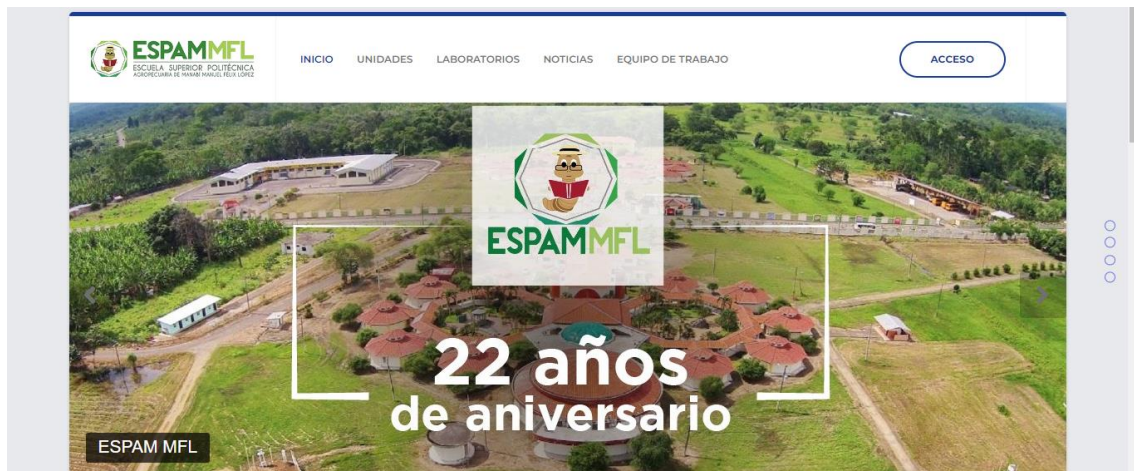 ESPAMMFL
ESCUELA SUPERIOR POLITÉCNICA
AGROPECUARIA DE MANABÍ MANUEL FÉLIX LÓPEZ
INICIO
UNIDADES
LABORATORIOS
NOTICIAS
EQUIPO DE TRABAJO
ACCESO
ESPAMMFL
22 años
de aniversario
ESPAM MFL